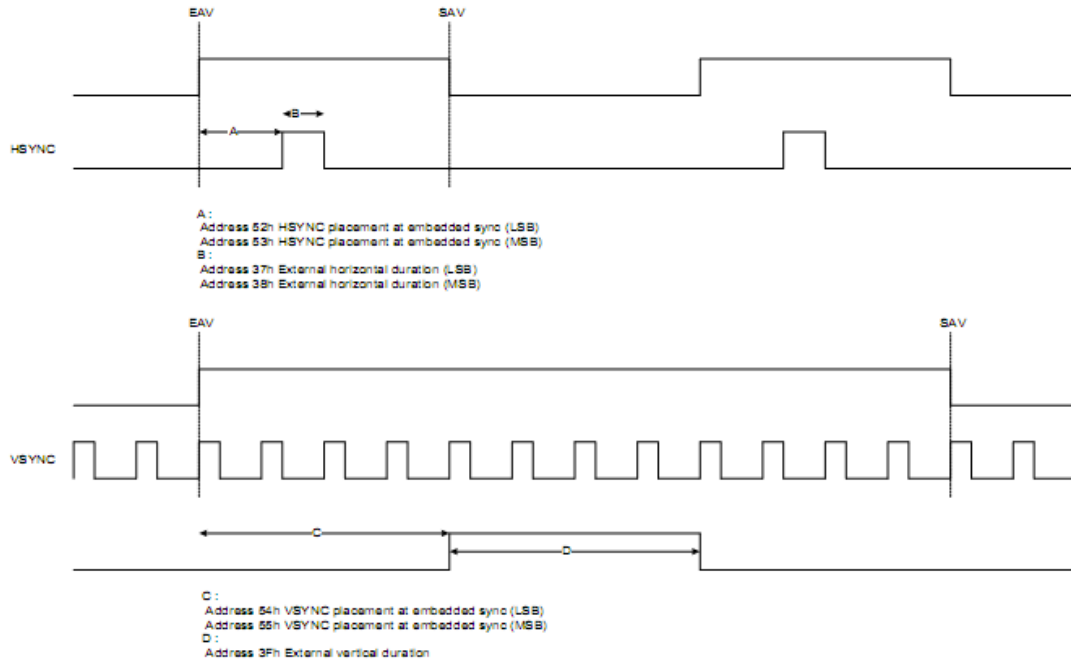 EAV SAV
B
A
HSYNC
A :
Address 52h HSYNC placement at embedded sync (LSB)
Address 53h HSYNC placement at embedded sync (MSB)
B :
Address 37h External horizontal duration (LSB)
Address 38h External horizontal duration (MSB)
EAV SAV
VSYNC
C
D
C :
Address 54h VSYNC placement at embedded sync (LSB)
Address 55h VSYNC placement at embedded sync (MSB)
D :
Address 3Fh External vertical duration